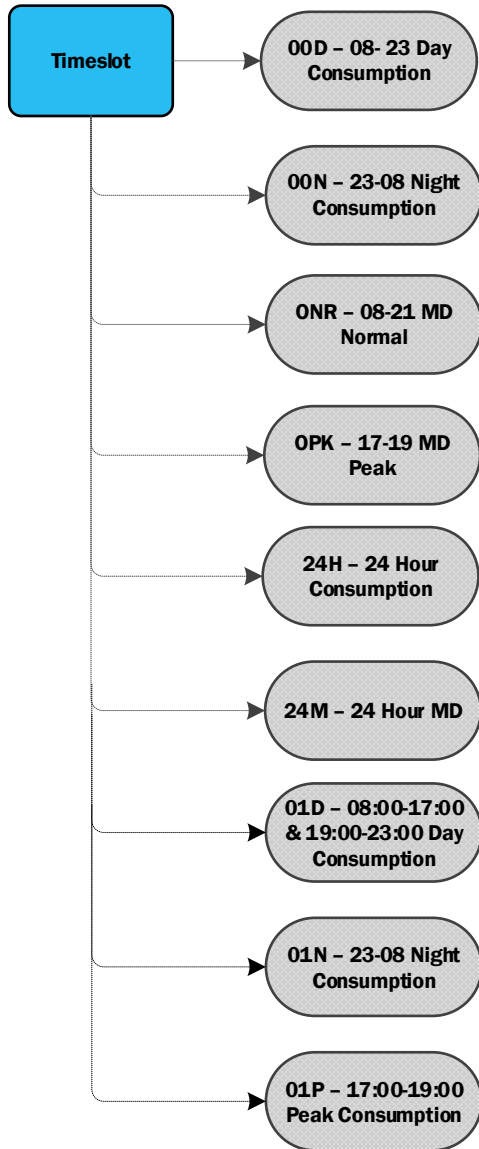 Timeslot
00D – 08- 23 Day
Consumption
00N – 23-08 Night
Consumption
0NR – 08-21 MD
Normal
0PK – 17-19 MD
Peak
24H – 24 Hour
Consumption
24M – 24 Hour MD
01D – 08:00-17:00
& 19:00-23:00 Day
Consumption
01N – 23-08 Night
Consumption
01P – 17:00-19:00
Peak Consumption